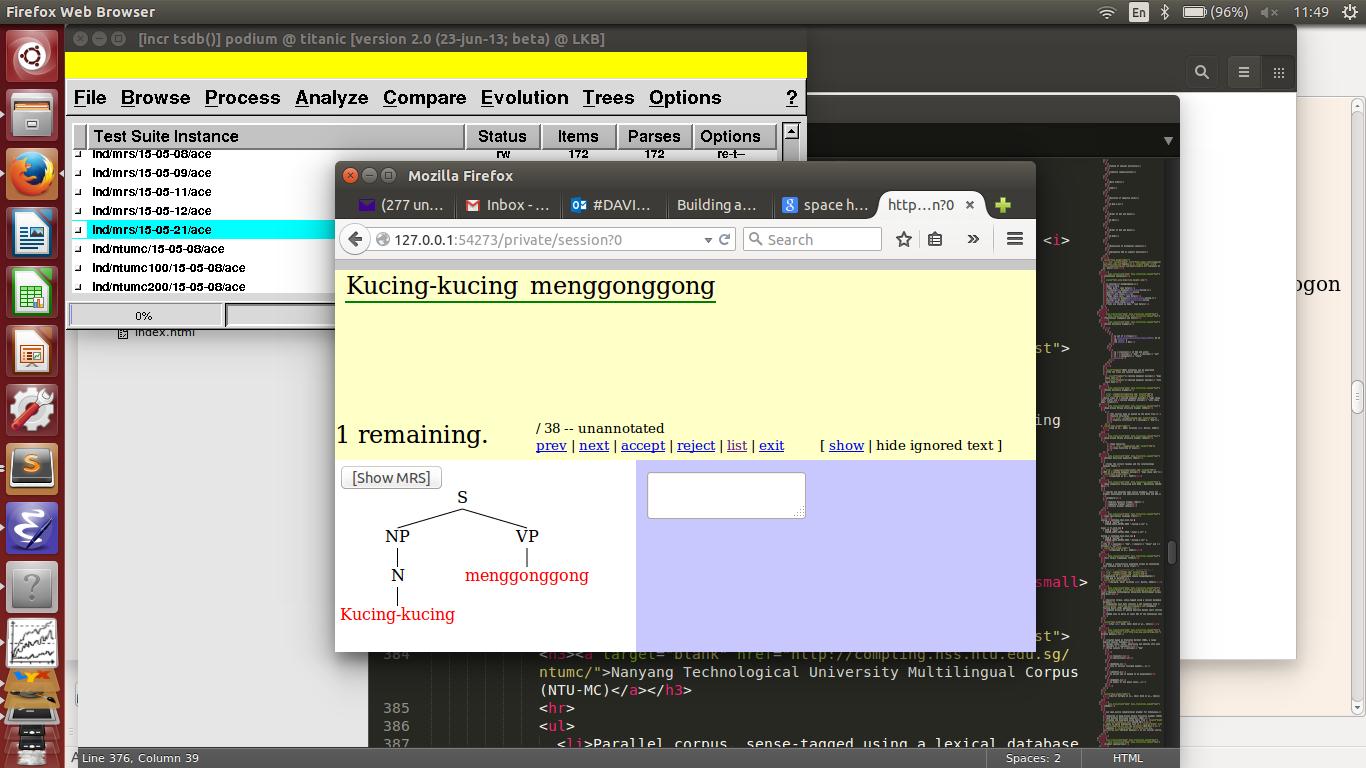 Firefox Web Browser
En
(96%)
11:49
[incr tsdb()] podium @ titanic [version 2.0 (23-jun-13; beta) @ LKB]
File Browse Process Analyze Compare Evolution Trees Options ?
Test Suite Instance Status Items Parses Options
Ind/mrs/15-05-08/ace rw 172 172 re-t--
Ind/mrs/15-05-09/ace
Ind/mrs/15-05-11/ace
Ind/mrs/15-05-12/ace
Ind/mrs/15-05-21/ace
Ind/ntumc/15-05-08/ace
Ind/ntumc100/15-05-08/ace
Ind/ntumc200/15-05-08/ace
0%
index.html
Mozilla Firefox
(277 un... Inbox - ... #DAVI... Building a... space h... http...n?0
127.0.0.1:54273/private/session?0
Search
Kucing-kucing menggonggong
1 remaining.
/ 38 -- unannotated
prev | next | accept | reject | list | exit [ show | hide ignored text ]
[Show MRS]
S
NP VP
N menggonggong
Kucing-kucing
<i>
ogon
st">
ing
small>
st">
384 <h3><a target="blank" href="http://compling.hss.ntu.edu.sg/
ntumc/">Nanyang Technological University Multilingual Corpus
(NTU-MC)</a></h3>
385 <hr>
386 <ul>
387 <li>Parallel corpus, sense-tagged using a lexical database
Line 376, Column 39
Spaces: 2
HTML